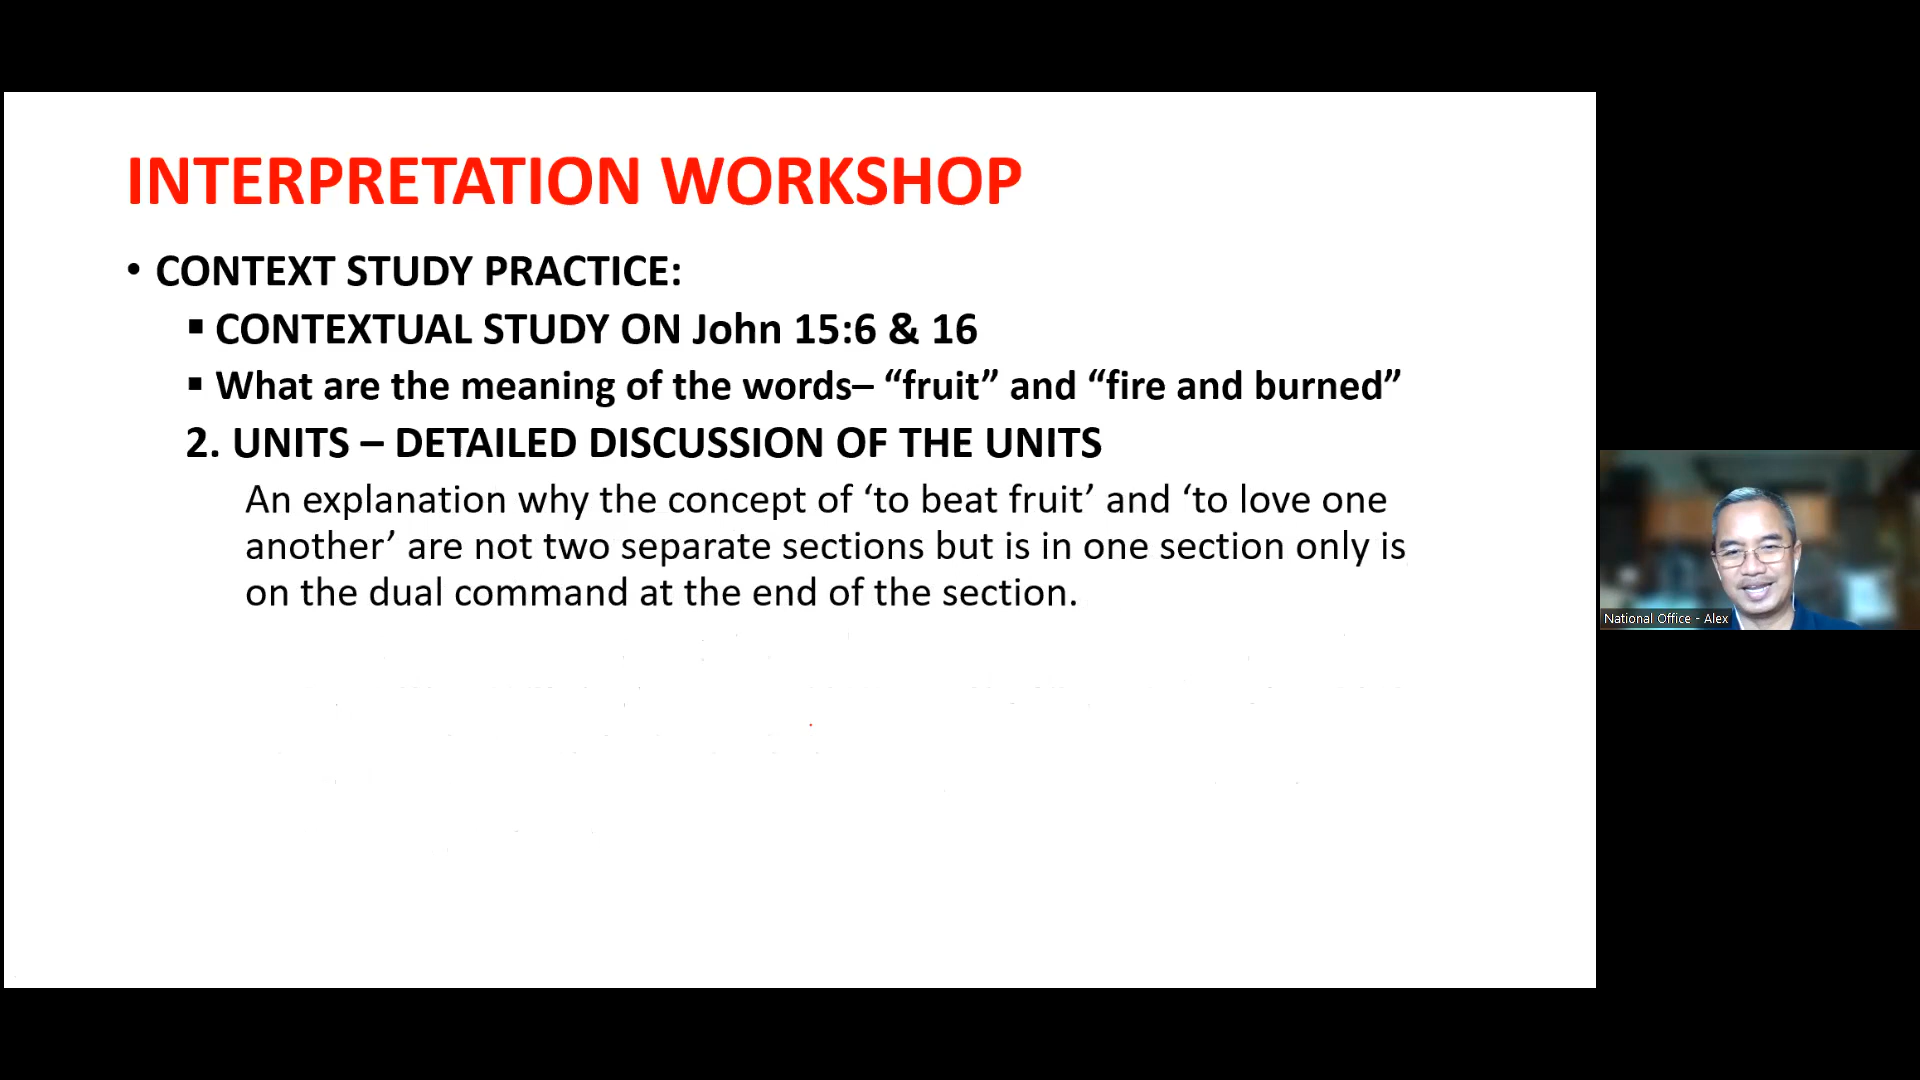 INTERPRETATION WORKSHOP
• CONTEXT STUDY PRACTICE:
▪ CONTEXTUAL STUDY ON John 15:6 & 16
▪ What are the meaning of the words– “fruit” and “fire and burned”
2. UNITS – DETAILED DISCUSSION OF THE UNITS
An explanation why the concept of ‘to beat fruit’ and ‘to love one
another’ are not two separate sections but is in one section only is
on the dual command at the end of the section.
National Office - Alex